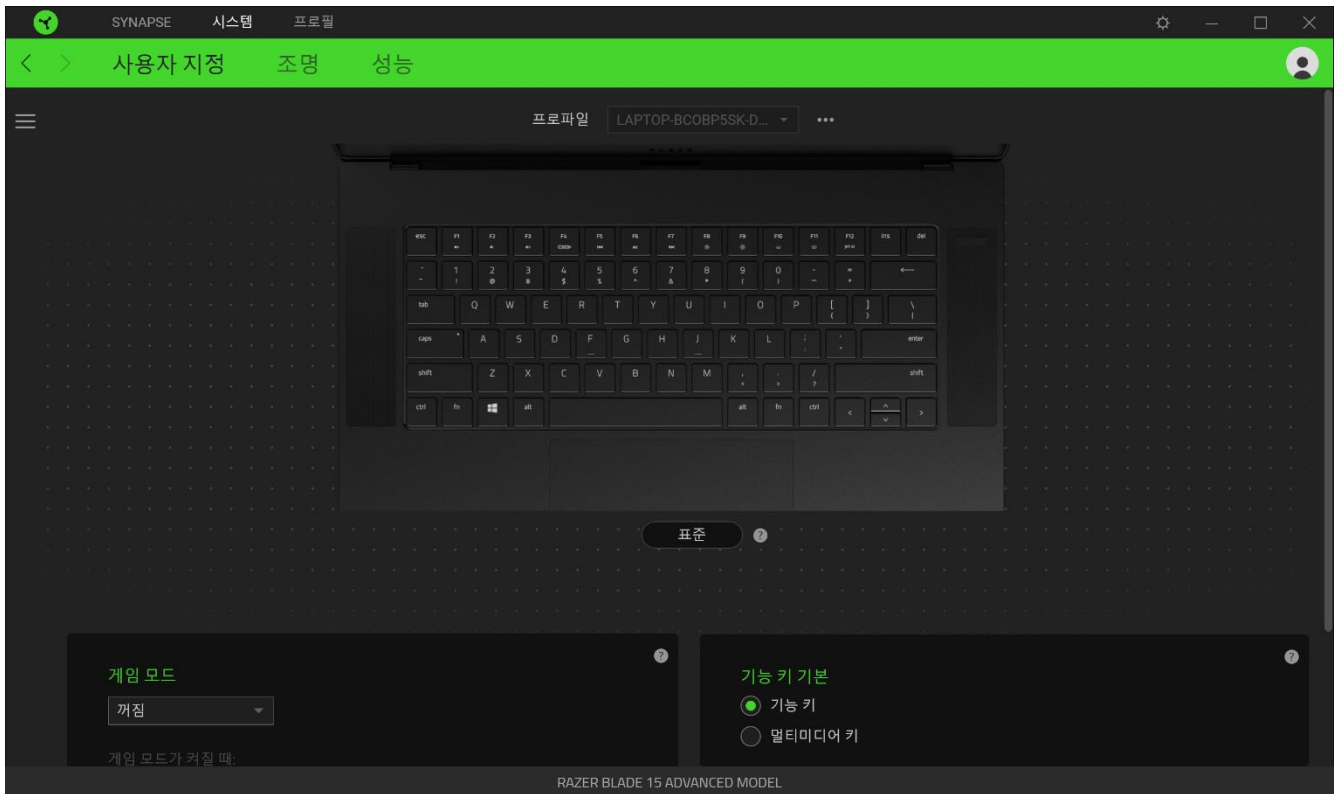 SYNAPSE 시스템 프로필
사용자 지정 조명 성능
프로파일 LAPTOP-BCOBP5SK-D... •••
esc F1 F2 F3 F4 F5 F6 F7 F8 F9 F10 F11 F12 ins del
1 2 3 4 5 6 7 8 9 0 - =
! @ # $ % ^ & * ( ) _ +
tab Q W E R T Y U I O P [ ] \
{ } |
caps A S D F G H J K L ; ' enter
shift Z X C V B N M , . / shift
ctrl fn alt alt fn ctrl < ^ >
표준 ?
게임 모드 ?
꺼짐
게임 모드가 켜질 때:
기능 키 기본 ?
기능 키
멀티미디어 키
RAZER BLADE 15 ADVANCED MODEL